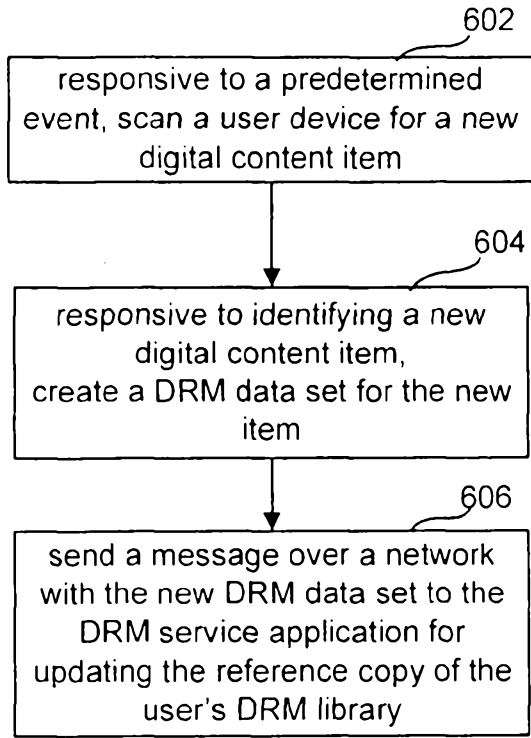 602
responsive to a predetermined
event, scan a user device for a new
digital content item
604
responsive to identifying a new
digital content item,
create a DRM data set for the new
item
606
send a message over a network
with the new DRM data set to the
DRM service application for
updating the reference copy of the
user's DRM library